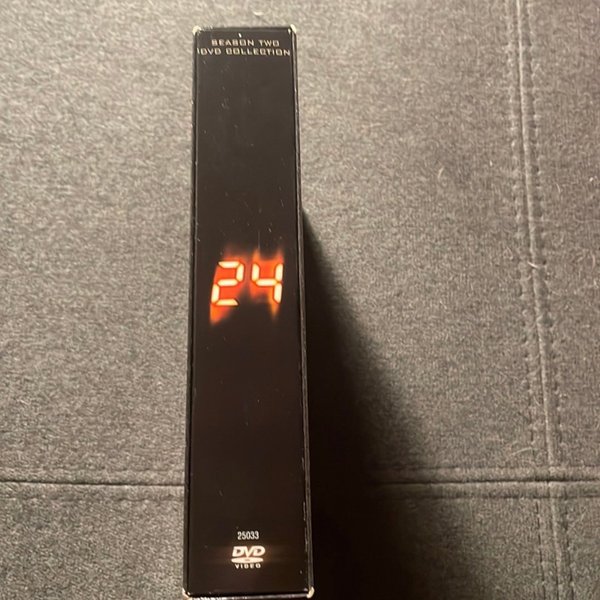 SEASON TWO
DVD COLLECTION
24
25033
DVD
VIDEO